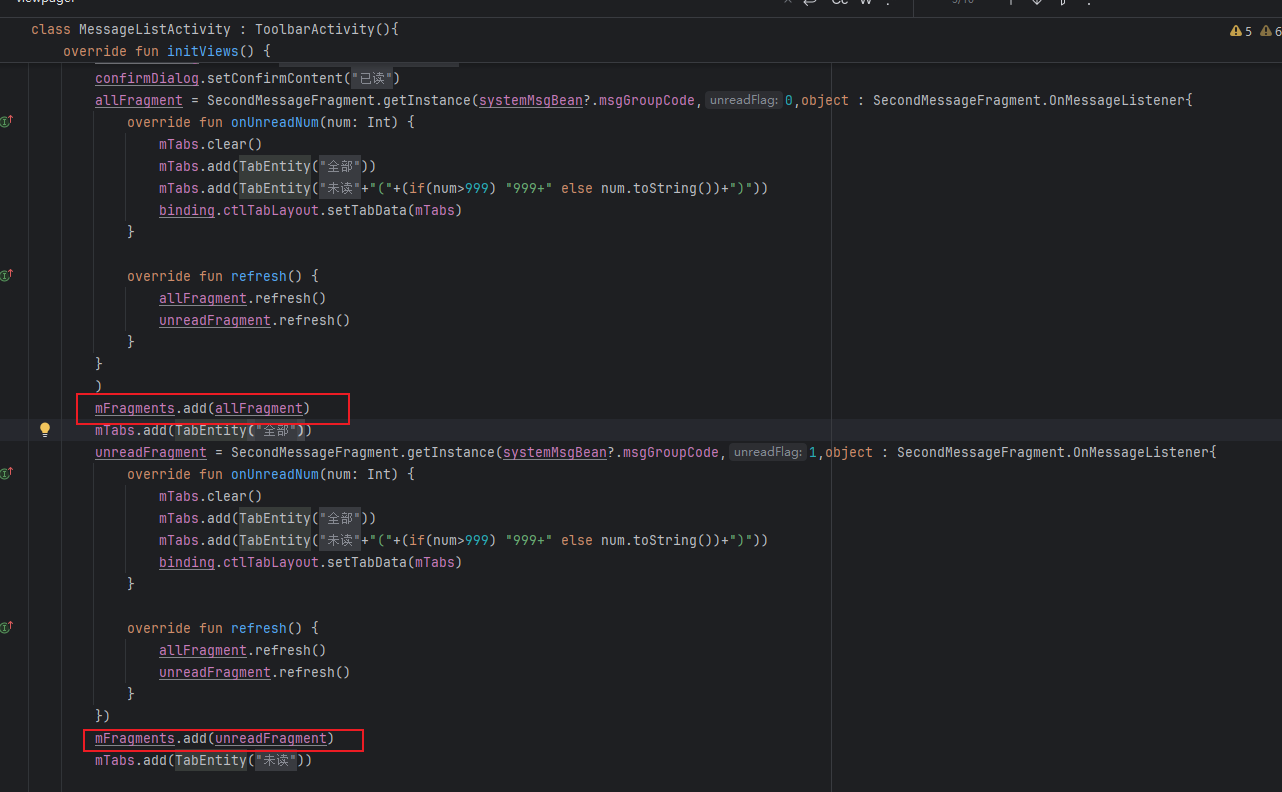 viewpager
Cc W
5/10
class MessageListActivity : ToolbarActivity(){
5 6
override fun initViews() {
confirmDialog.setConfirmContent("已读")
allFragment = SecondMessageFragment.getInstance(systemMsgBean?.msgGroupCode, unreadFlag: 0,object : SecondMessageFragment.OnMessageListener{
override fun onUnreadNum(num: Int) {
mTabs.clear()
mTabs.add(TabEntity("全部"))
mTabs.add(TabEntity("未读"+"("+(if(num>999) "999+" else num.toString())+")"))
binding.ctlTabLayout.setTabData(mTabs)
}
override fun refresh() {
allFragment.refresh()
unreadFragment.refresh()
}
}
)
mFragments.add(allFragment)
mTabs.add(TabEntity("全部"))
unreadFragment = SecondMessageFragment.getInstance(systemMsgBean?.msgGroupCode, unreadFlag: 1,object : SecondMessageFragment.OnMessageListener{
override fun onUnreadNum(num: Int) {
mTabs.clear()
mTabs.add(TabEntity("全部"))
mTabs.add(TabEntity("未读"+"("+(if(num>999) "999+" else num.toString())+")"))
binding.ctlTabLayout.setTabData(mTabs)
}
override fun refresh() {
allFragment.refresh()
unreadFragment.refresh()
}
})
mFragments.add(unreadFragment)
mTabs.add(TabEntity("未读"))